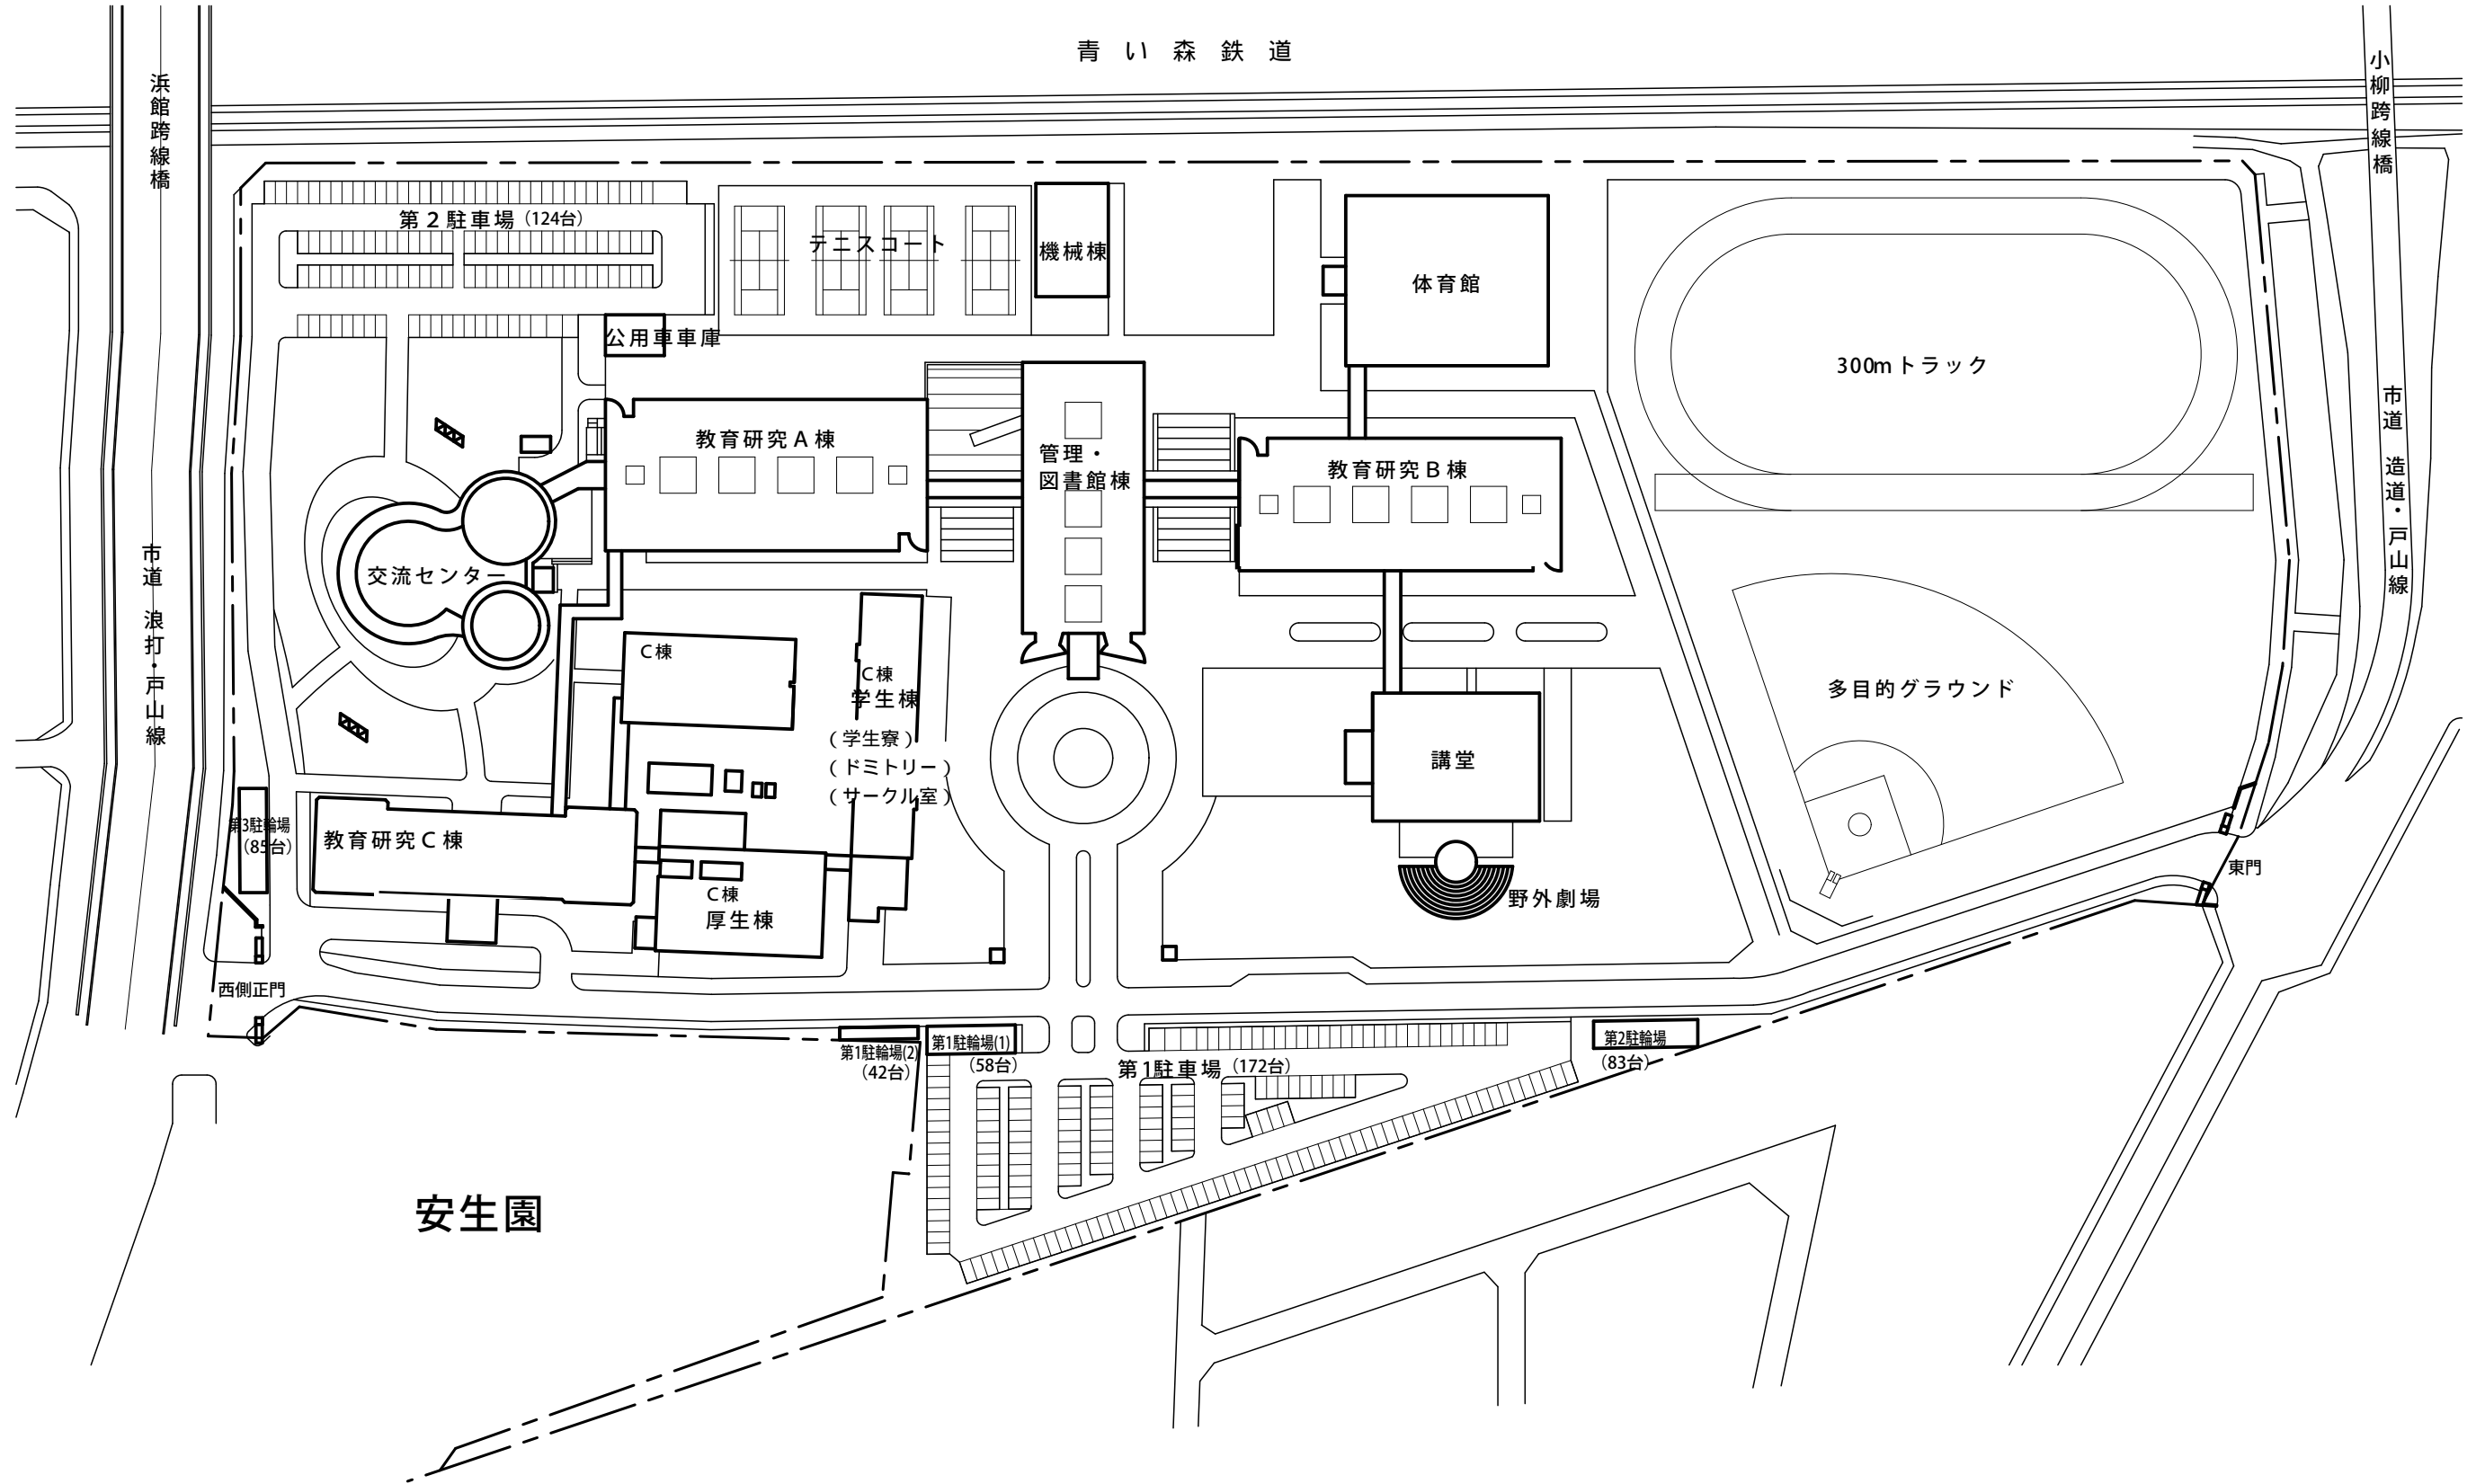 青い森鉄道
浜館跨線橋
小柳跨線橋
第2駐車場(124台)
テニスコート
機械棟
体育館
公用車車庫
300mトラック
教育研究A棟
管理・
図書館棟
教育研究B棟
市道 造道・戸山線
市道 浪打・戸山線
交流センター
C棟
C棟
学生棟
(学生寮)
(ドミトリー)
(サークル室)
多目的グラウンド
講堂
第3駐輪場
(85台)
教育研究C棟
C棟
厚生棟
野外劇場
東門
西側正門
第1駐輪場(2)
(42台)
第1駐輪場(1)
(58台)
第1駐車場(172台)
第2駐輪場
(83台)
安生園